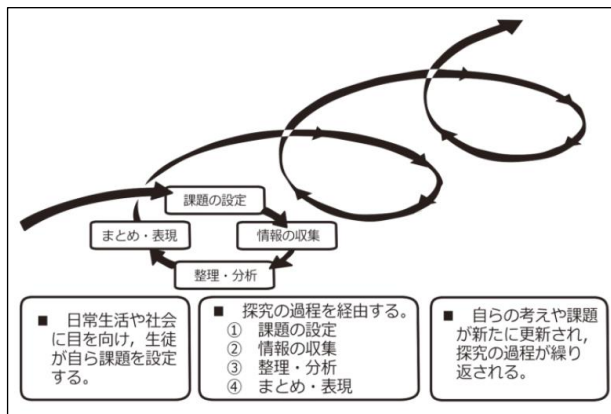 課題の設定
まとめ・表現
情報の収集
整理・分析
■ 日常生活や社会
に目を向け，生徒
が自ら課題を設定
する。
■ 探究の過程を経由する。
① 課題の設定
② 情報の収集
③ 整理・分析
④ まとめ・表現
■ 自らの考えや課題
が新たに更新され，
探究の過程が繰り
返される。